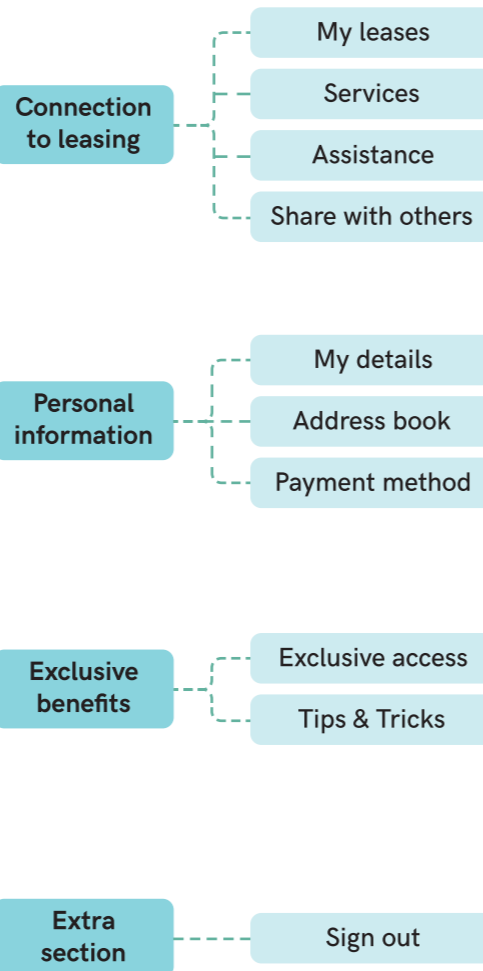 My leases
Connection
to leasing
Services
Assistance
Share with others
My details
Personal
information
Address book
Payment method
Exclusive access
Exclusive
benefits
Tips & Tricks
Extra
section
Sign out